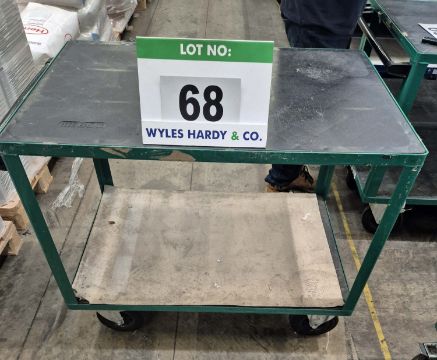 LOT NO:
68
WYLES HARDY & CO.